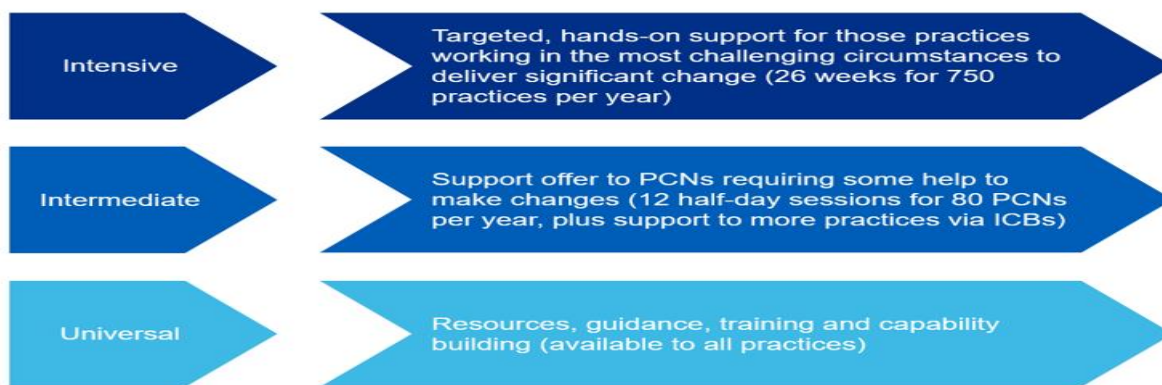 Intensive
Targeted, hands-on support for those practices
working in the most challenging circumstances to
deliver significant change (26 weeks for 750
practices per year)
Intermediate
Support offer to PCNs requiring some help to
make changes (12 half-day sessions for 80 PCNs
per year, plus support to more practices via ICBs)
Universal
Resources, guidance, training and capability
building (available to all practices)